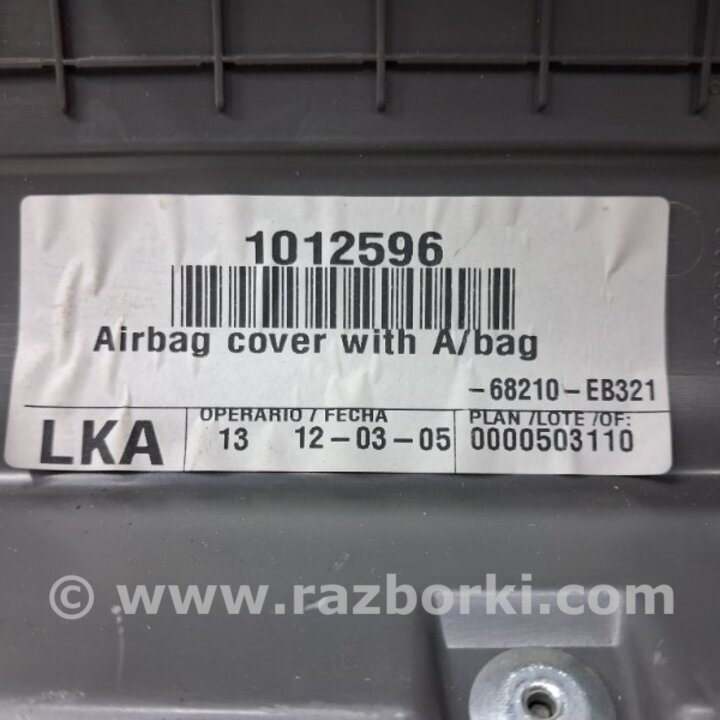 1012596
Airbag cover with A/bag
-68210-EB321
LKA
OPERARIO / FECHA
13 12-03-05
PLAN /LOTE /OF:
0000503110
© www.razborki.com